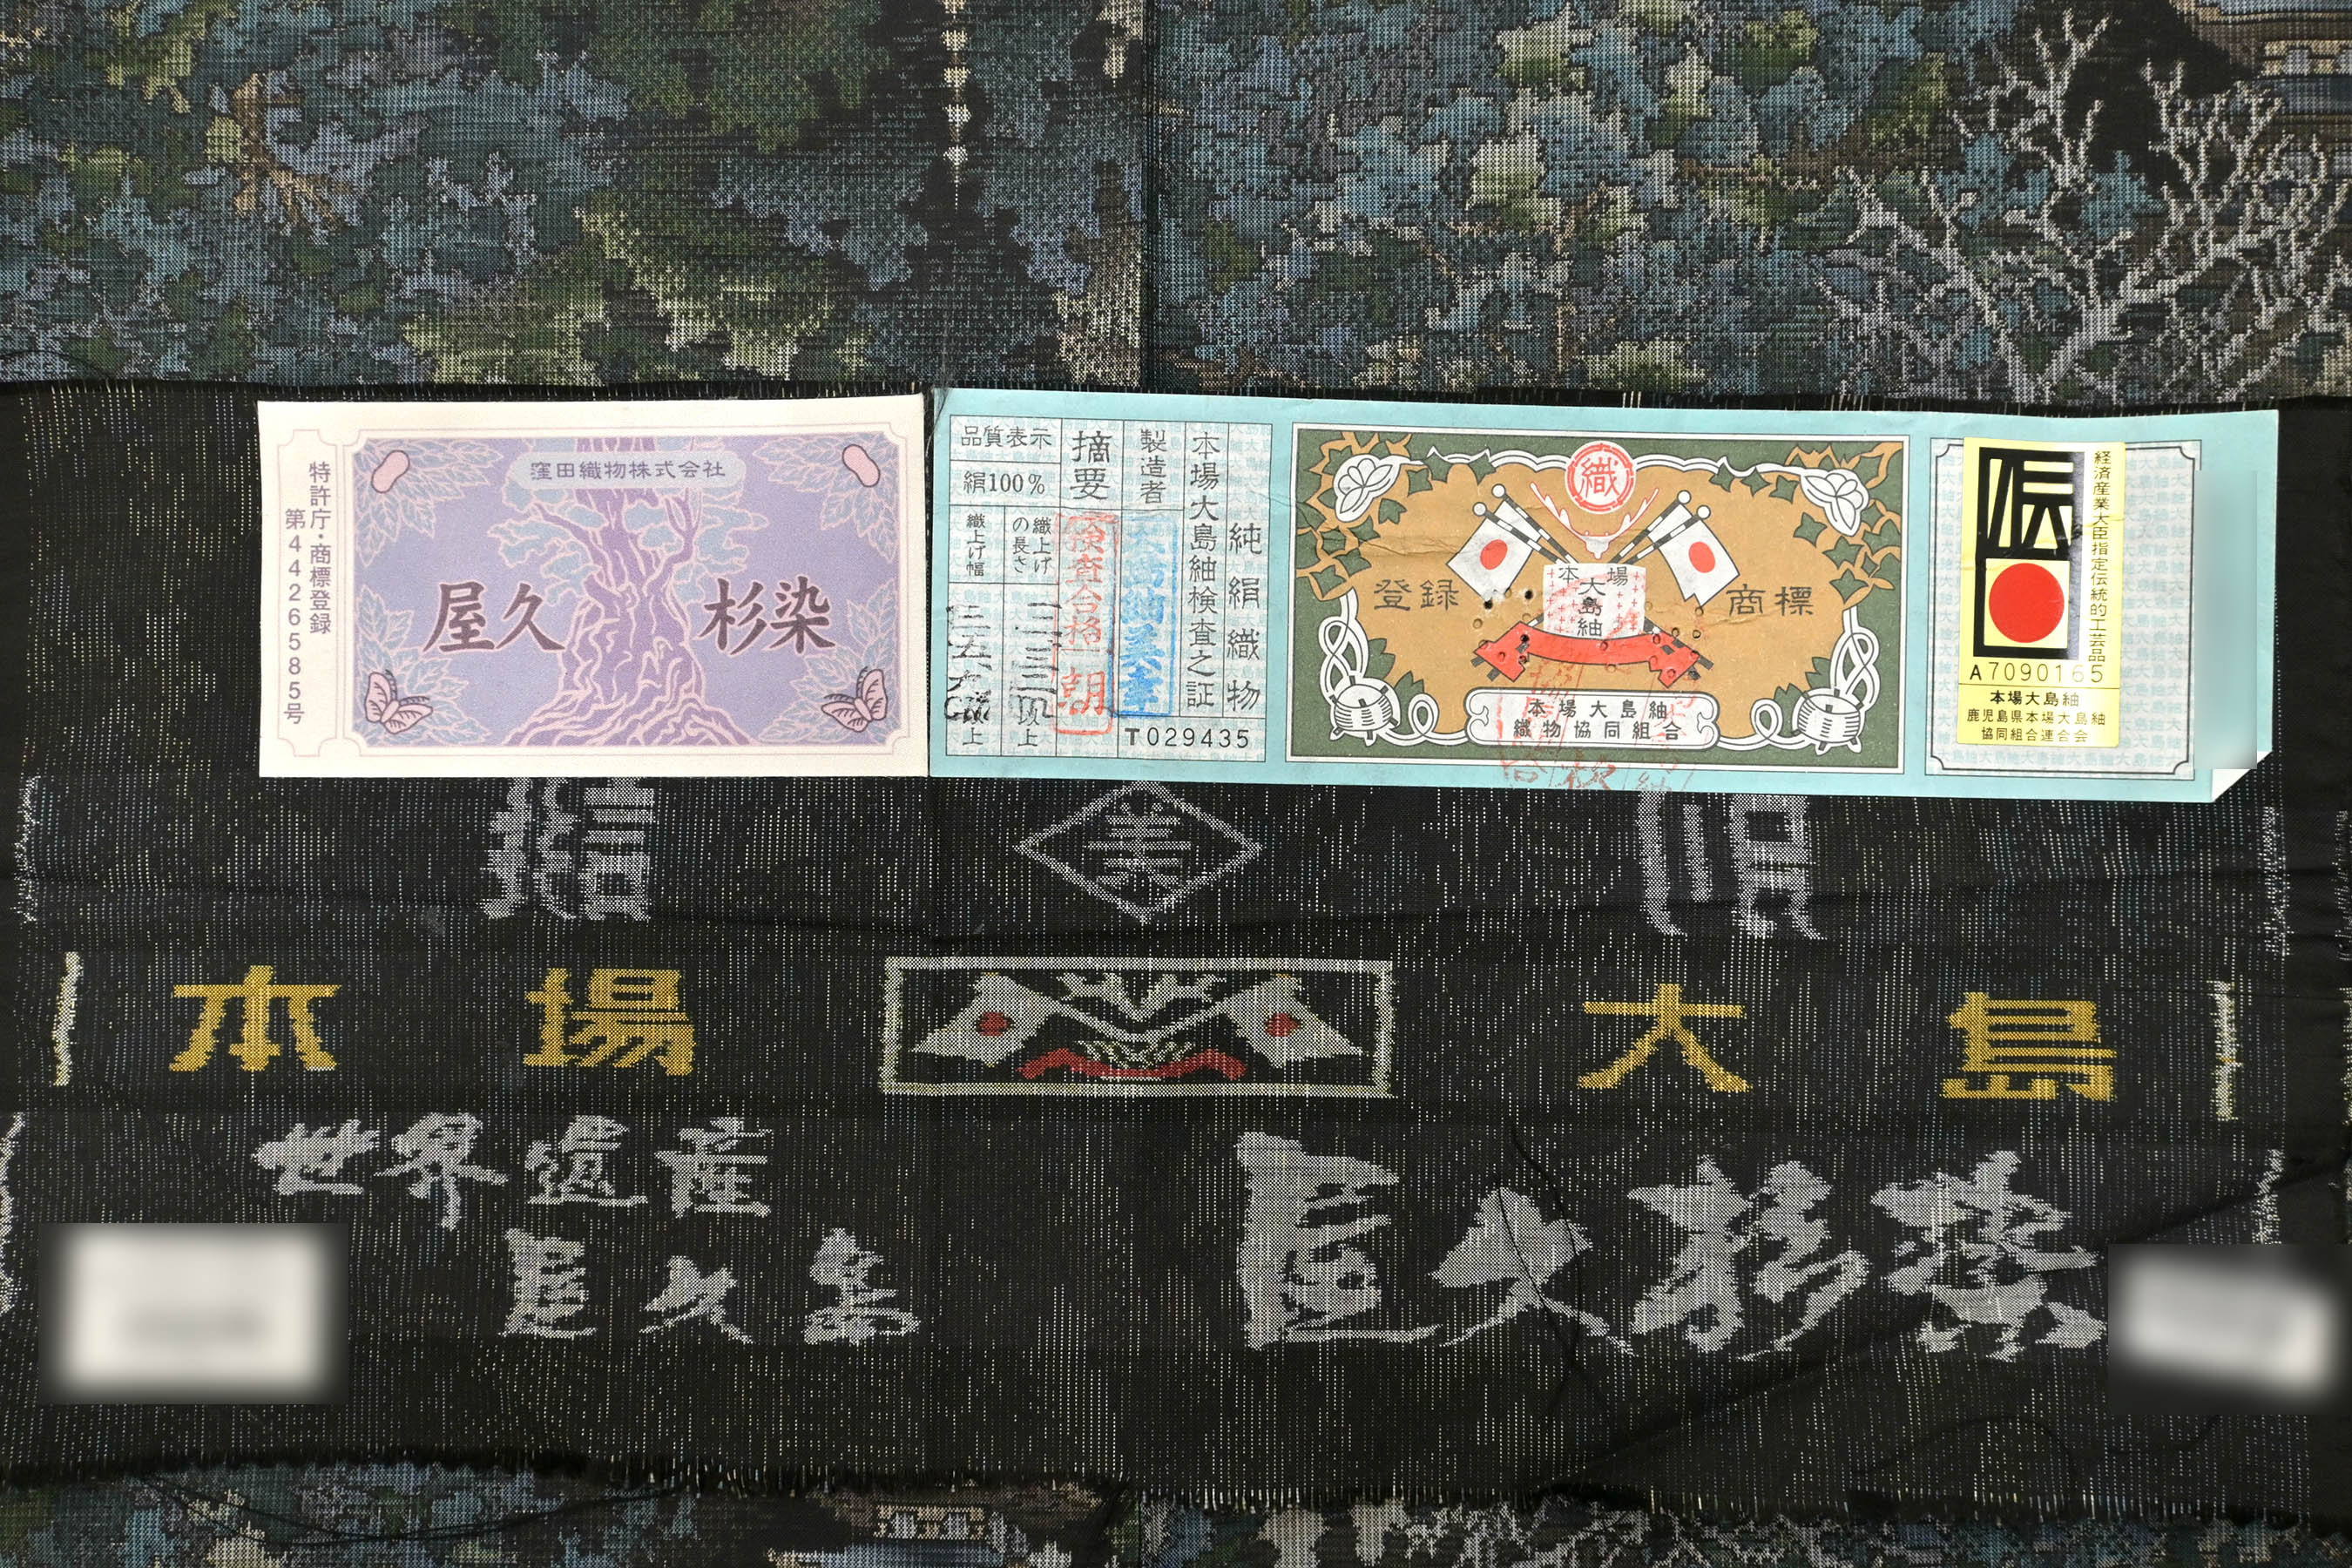 窪田織物株式会社
屋久杉染
特許庁・商標登録
第4426585号
品質表示
絹100%
織上げ幅
織上げの長さ
摘要
検査合格
朝
製造者
本場大島紬検査之証
純絹織物
T029435
織
登録商標
本場
大島紬
本場大島紬
織物協同組合
伝
経済産業大臣指定伝統的工芸品
A7090165
本場大島紬
鹿児島県本場大島紬
協同組合連合会
本場大島
世界遺産
屋久島
屋久杉染